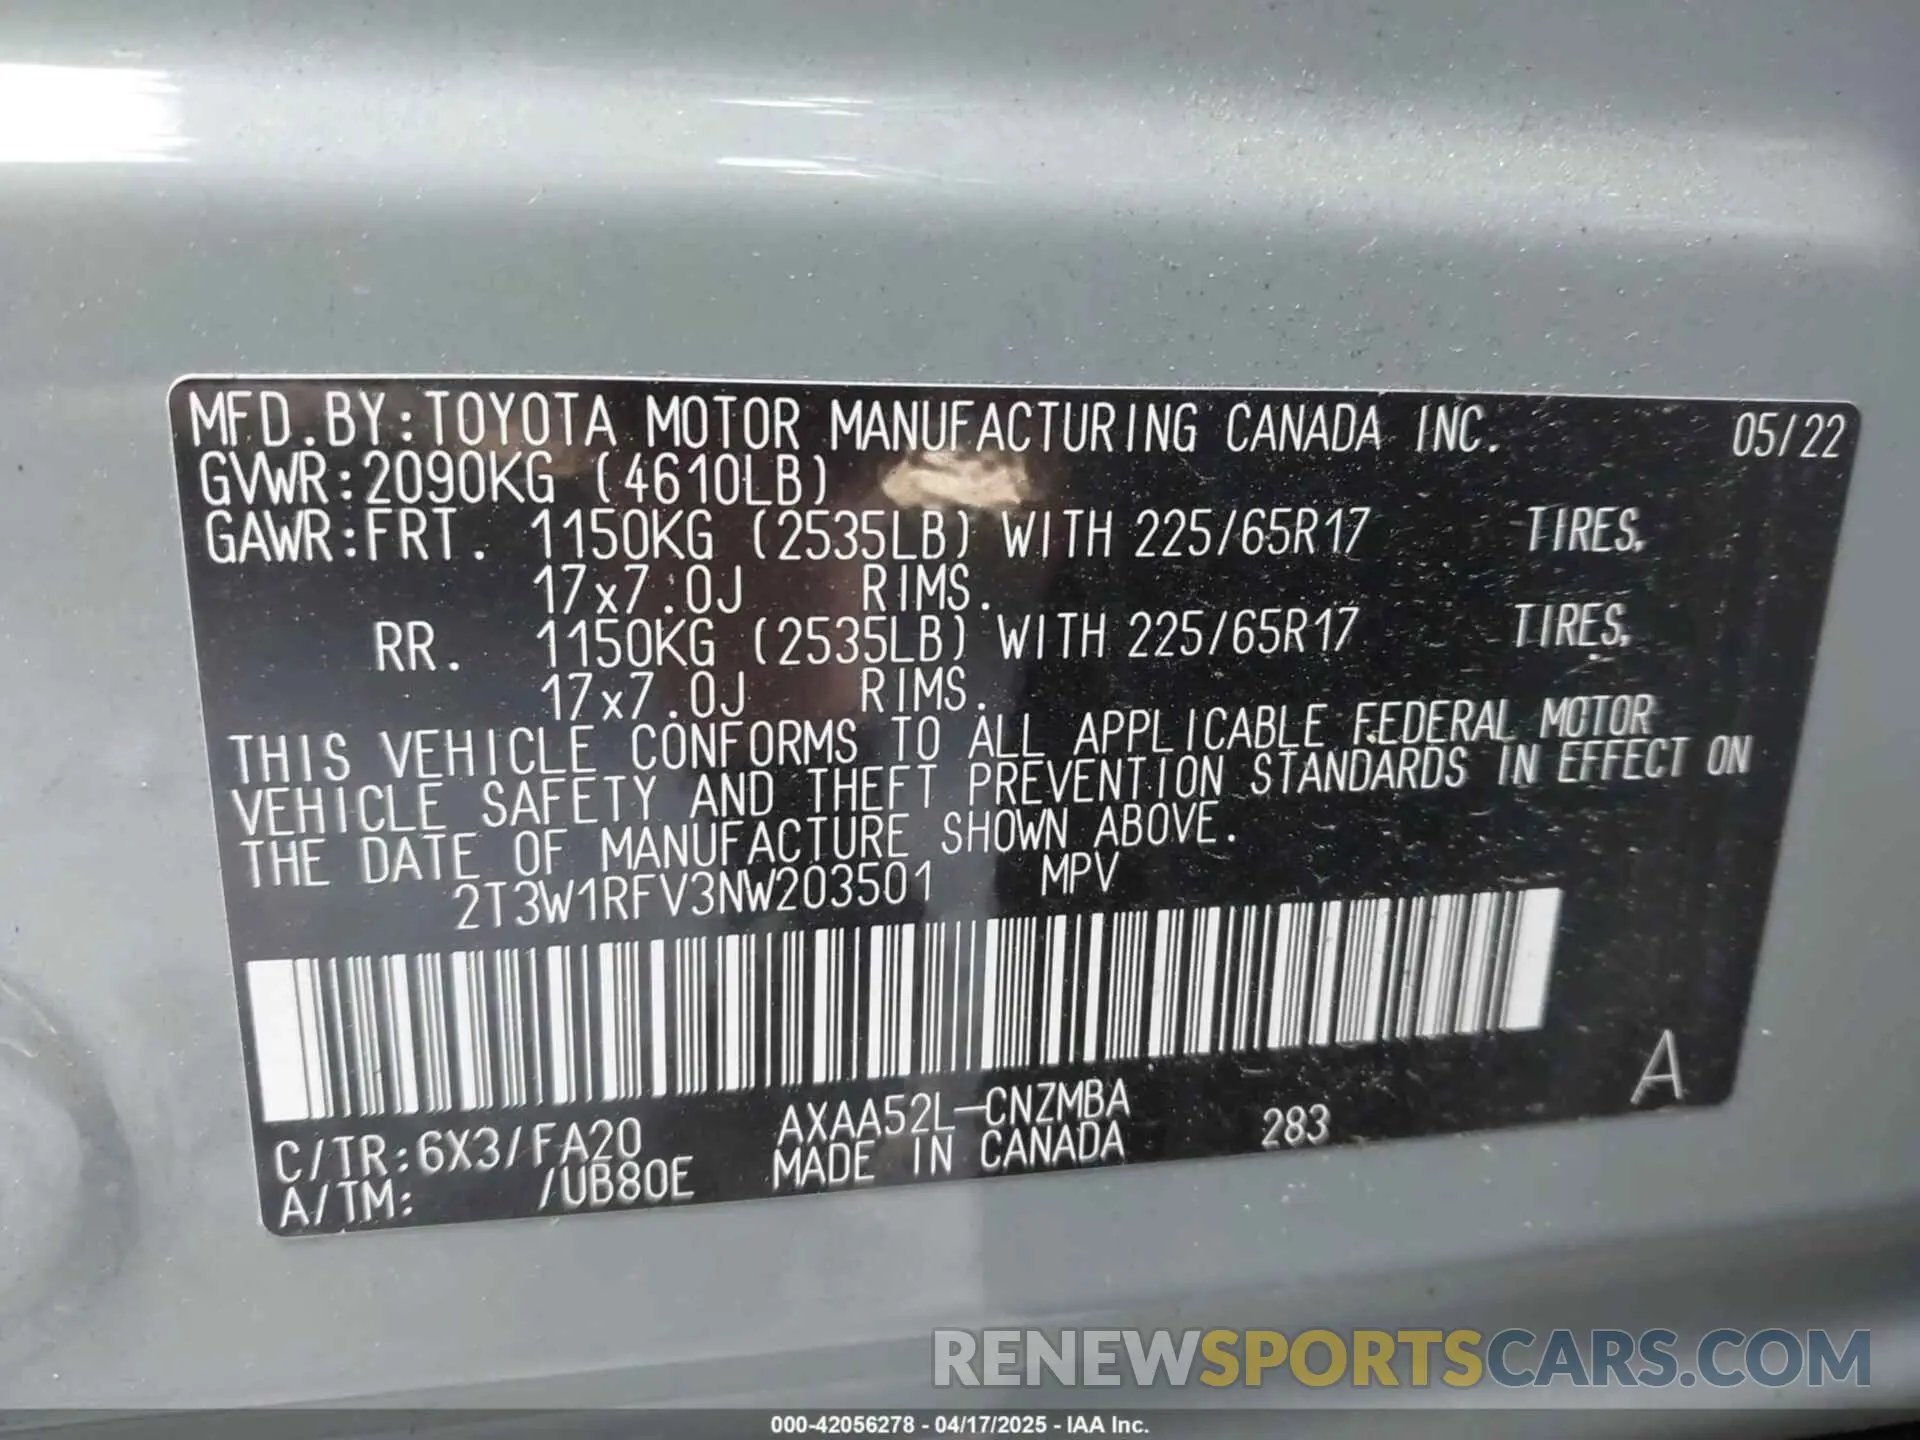 MFD.BY:TOYOTA MOTOR MANUFACTURING CANADA INC. 05/22
GVWR:2090KG (4610LB)
GAWR:FRT. 1150KG (2535LB) WITH 225/65R17 TIRES,
17x7.0J RIMS.
RR. 1150KG (2535LB) WITH 225/65R17 TIRES,
17x7.0J RIMS.
THIS VEHICLE CONFORMS TO ALL APPLICABLE FEDERAL MOTOR
VEHICLE SAFETY AND THEFT PREVENTION STANDARDS IN EFFECT ON
THE DATE OF MANUFACTURE SHOWN ABOVE.
2T3W1RFV3NW203501 MPV
C/TR:6X3/FA20 AXAA52L-CNZMBA 283 A
A/TM: /UB80E MADE IN CANADA
RENEWSPORTSCARS.COM
000-42056278 - 04/17/2025 - IAA Inc.